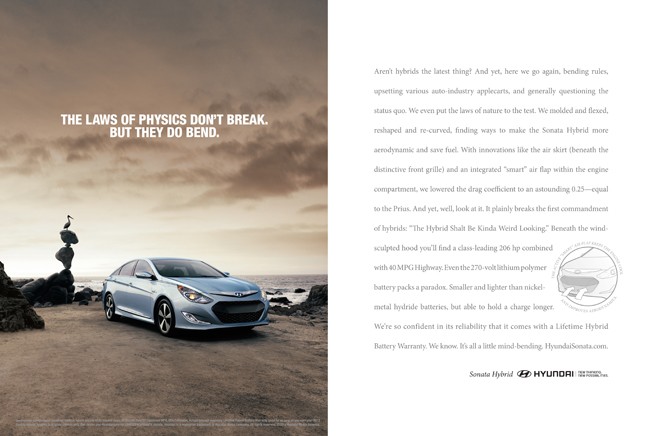 THE LAWS OF PHYSICS DON'T BREAK.
BUT THEY DO BEND.
Aren't hybrids the latest thing? And yet, here we go again, bending rules,
upsetting various auto-industry applecarts, and generally questioning the
status quo. We even put the laws of nature to the test. We molded and flexed,
reshaped and re-curved, finding ways to make the Sonata Hybrid more
aerodynamic and save fuel. With innovations like the air skirt (beneath the
distinctive front grille) and an integrated “smart” air flap within the engine
compartment, we lowered the drag coefficient to an astounding 0.25—equal
to the Prius. And yet, well, look at it. It plainly breaks the first commandment
of hybrids: “The Hybrid Shalt Be Kinda Weird Looking.” Beneath the wind-
sculpted hood you'll find a class-leading 206 hp combined
with 40 MPG Highway. Even the 270-volt lithium polymer
battery packs a paradox. Smaller and lighter than nickel-
metal hydride batteries, but able to hold a charge longer.
We're so confident in its reliability that it comes with a Lifetime Hybrid
Battery Warranty. We know. It's all a little mind-bending. HyundaiSonata.com.
Sonata Hybrid HYUNDAI NEW THINKING.
NEW POSSIBILITIES.